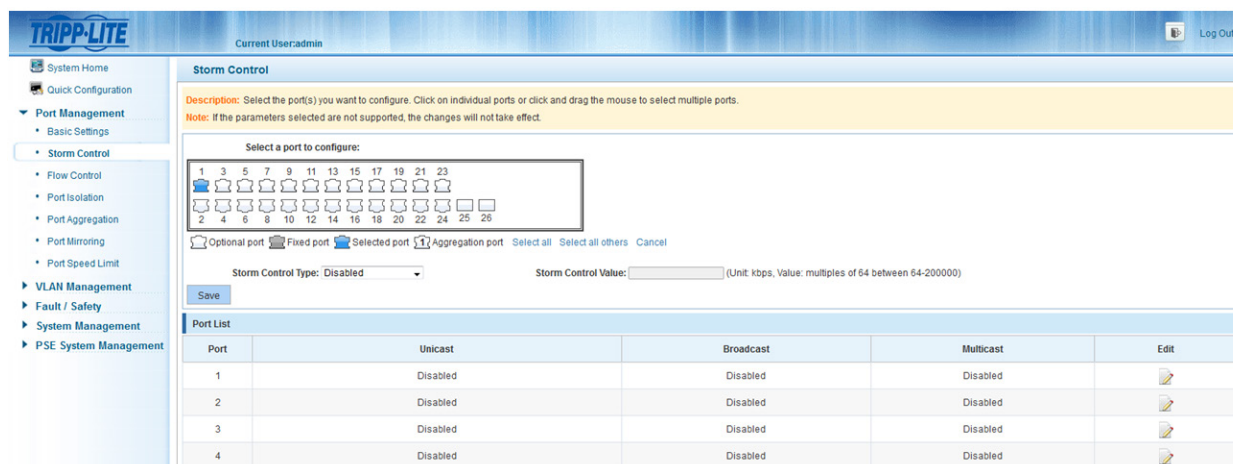 TRIPP·LITE
Current User:admin
Log Out
System Home
Quick Configuration
Port Management
Basic Settings
Storm Control
Flow Control
Port Isolation
Port Aggregation
Port Mirroring
Port Speed Limit
VLAN Management
Fault / Safety
System Management
PSE System Management
Storm Control
Description: Select the port(s) you want to configure. Click on individual ports or click and drag the mouse to select multiple ports.
Note: If the parameters selected are not supported, the changes will not take effect.
Select a port to configure:
1 3 5 7 9 11 13 15 17 19 21 23
2 4 6 8 10 12 14 16 18 20 22 24 25 26
Optional port Fixed port Selected port 1 Aggregation port Select all Select all others Cancel
Storm Control Type: Disabled Storm Control Value: (Unit: kbps, Value: multiples of 64 between 64-200000)
Save
Port List
Port Unicast Broadcast Multicast Edit
1 Disabled Disabled Disabled
2 Disabled Disabled Disabled
3 Disabled Disabled Disabled
4 Disabled Disabled Disabled